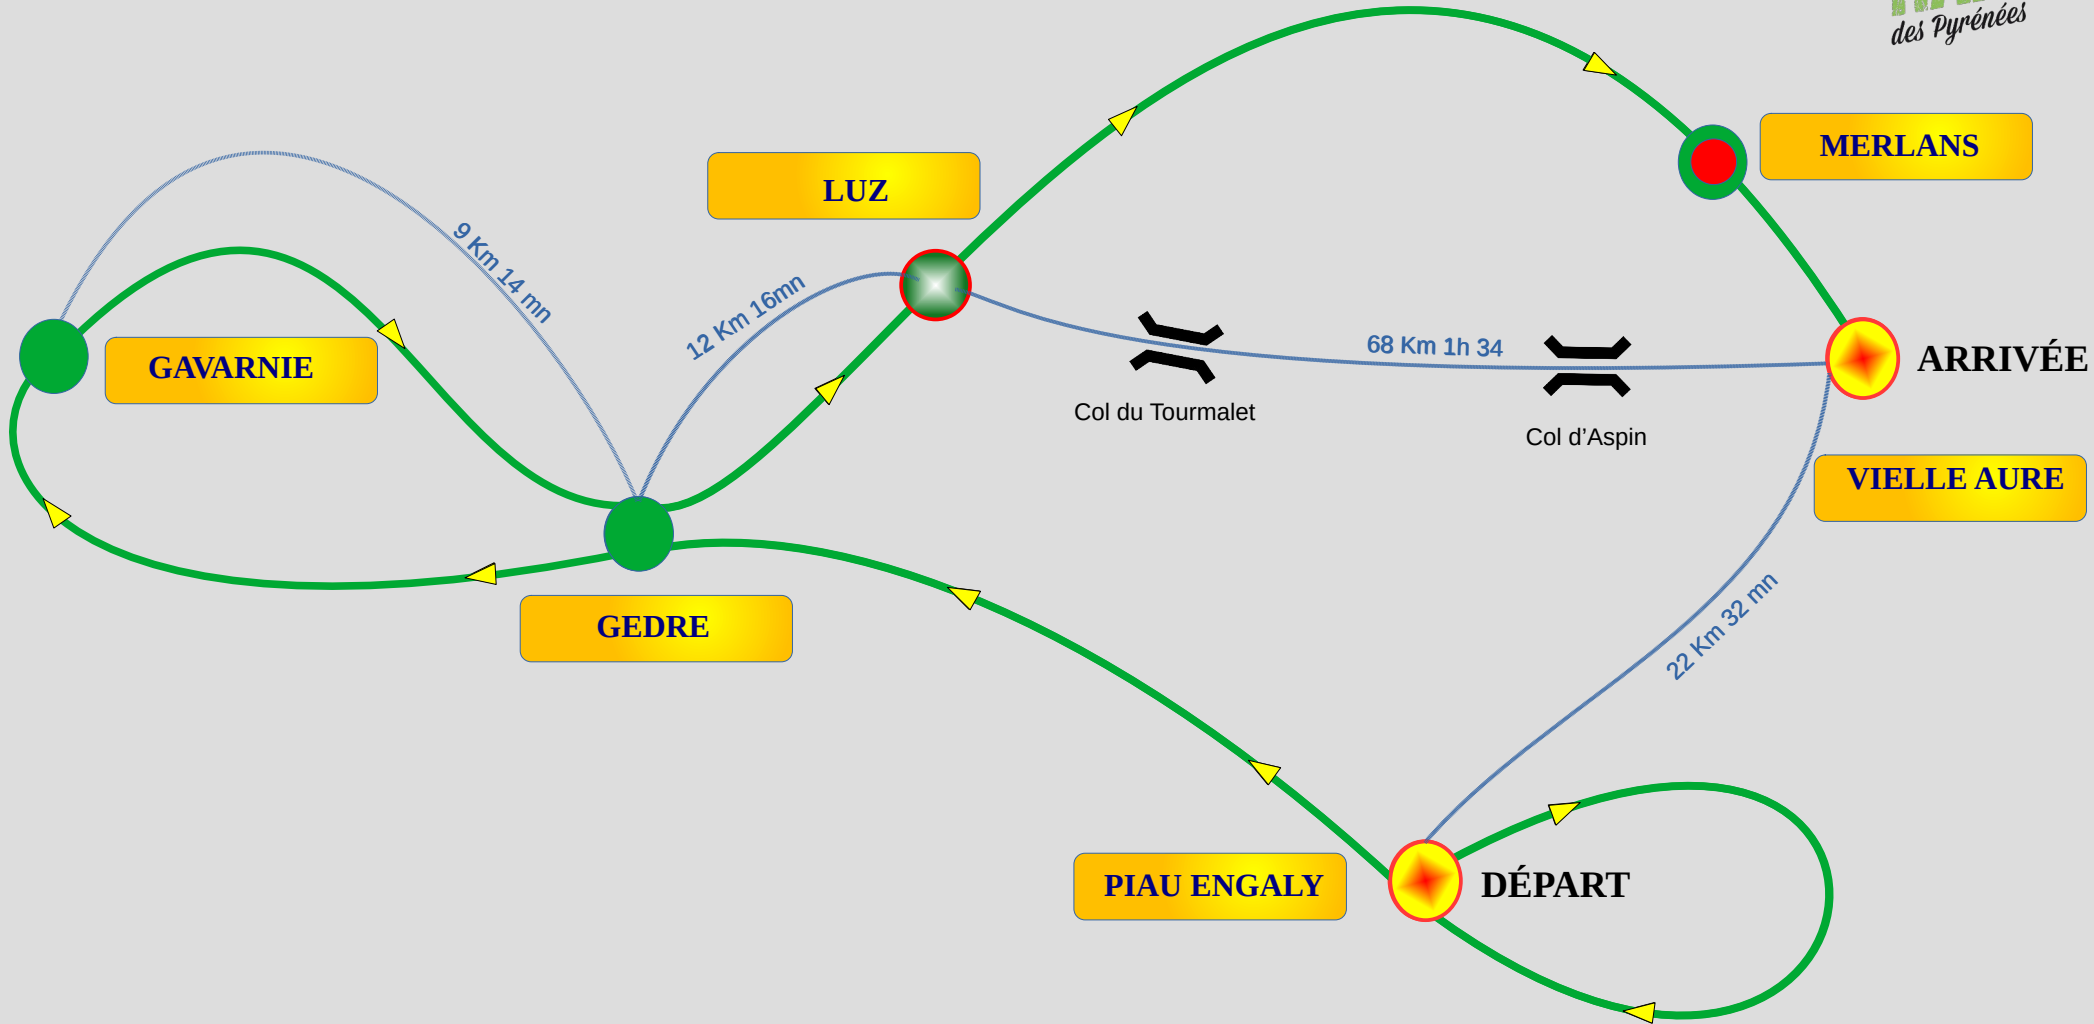 des Pyrénées
MERLANS
LUZ
9 Km 14 mn
12 Km 16mn
68 Km 1h 34
ARRIVÉE
GAVARNIE
Col du Tourmalet
Col d’Aspin
VIELLE AURE
22 Km 32 mn
GEDRE
PIAU ENGALY
DÉPART